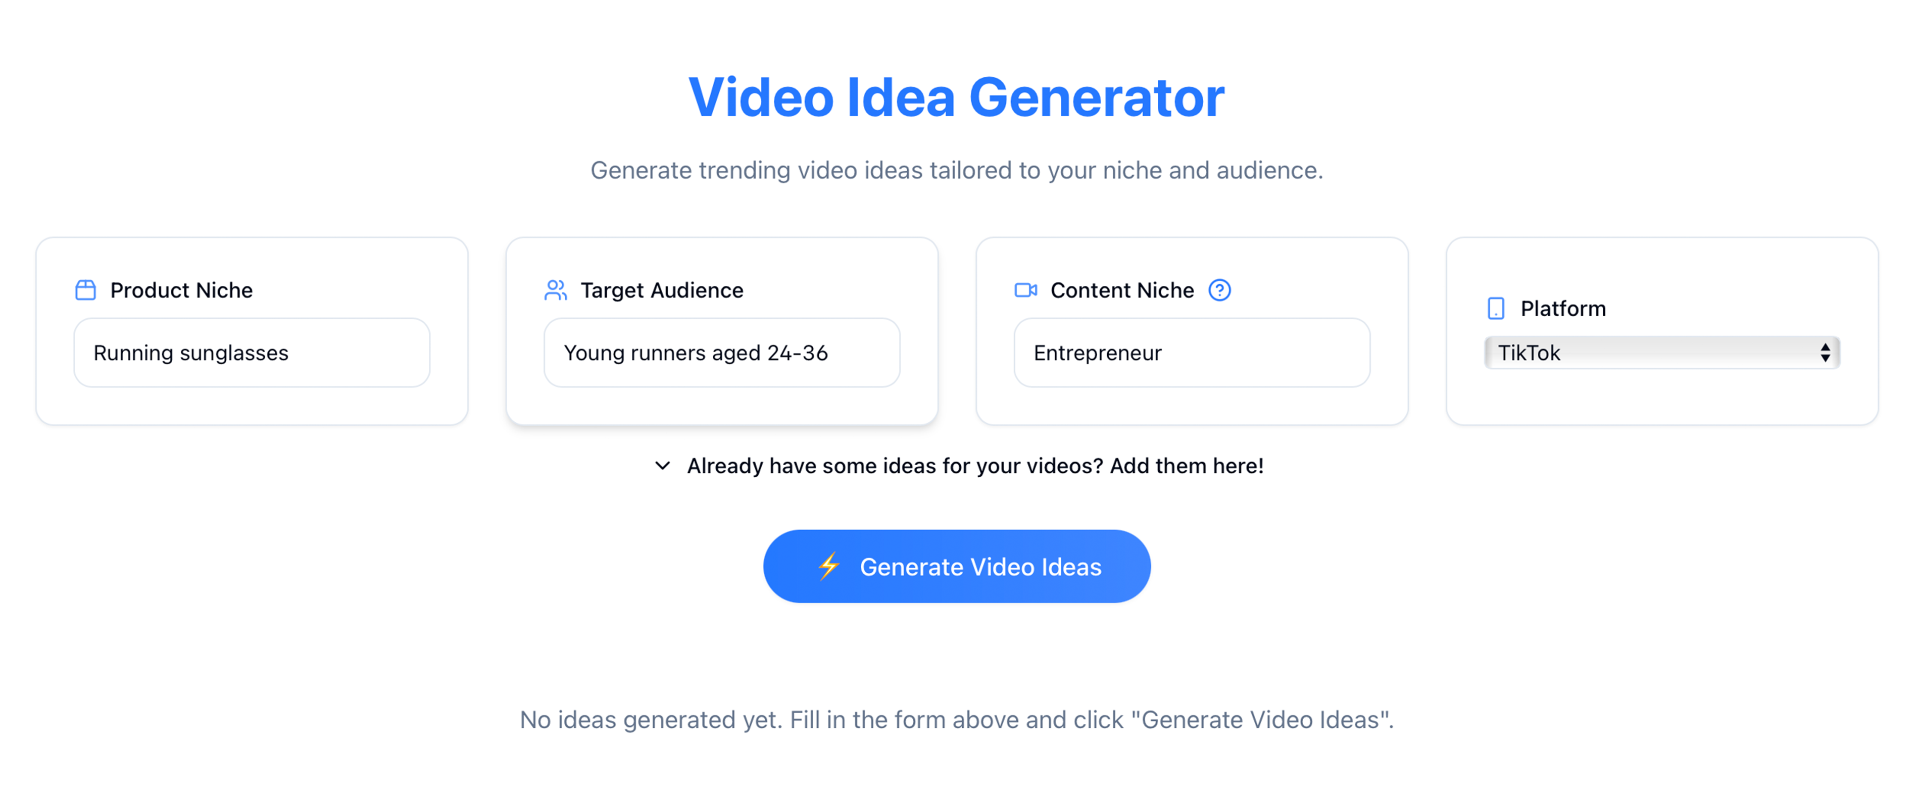 Video Idea Generator
Generate trending video ideas tailored to your niche and audience.
Product Niche
Running sunglasses
Target Audience
Young runners aged 24-36
Content Niche
Entrepreneur
Platform
TikTok
Already have some ideas for your videos? Add them here!
⚡ Generate Video Ideas
No ideas generated yet. Fill in the form above and click "Generate Video Ideas".